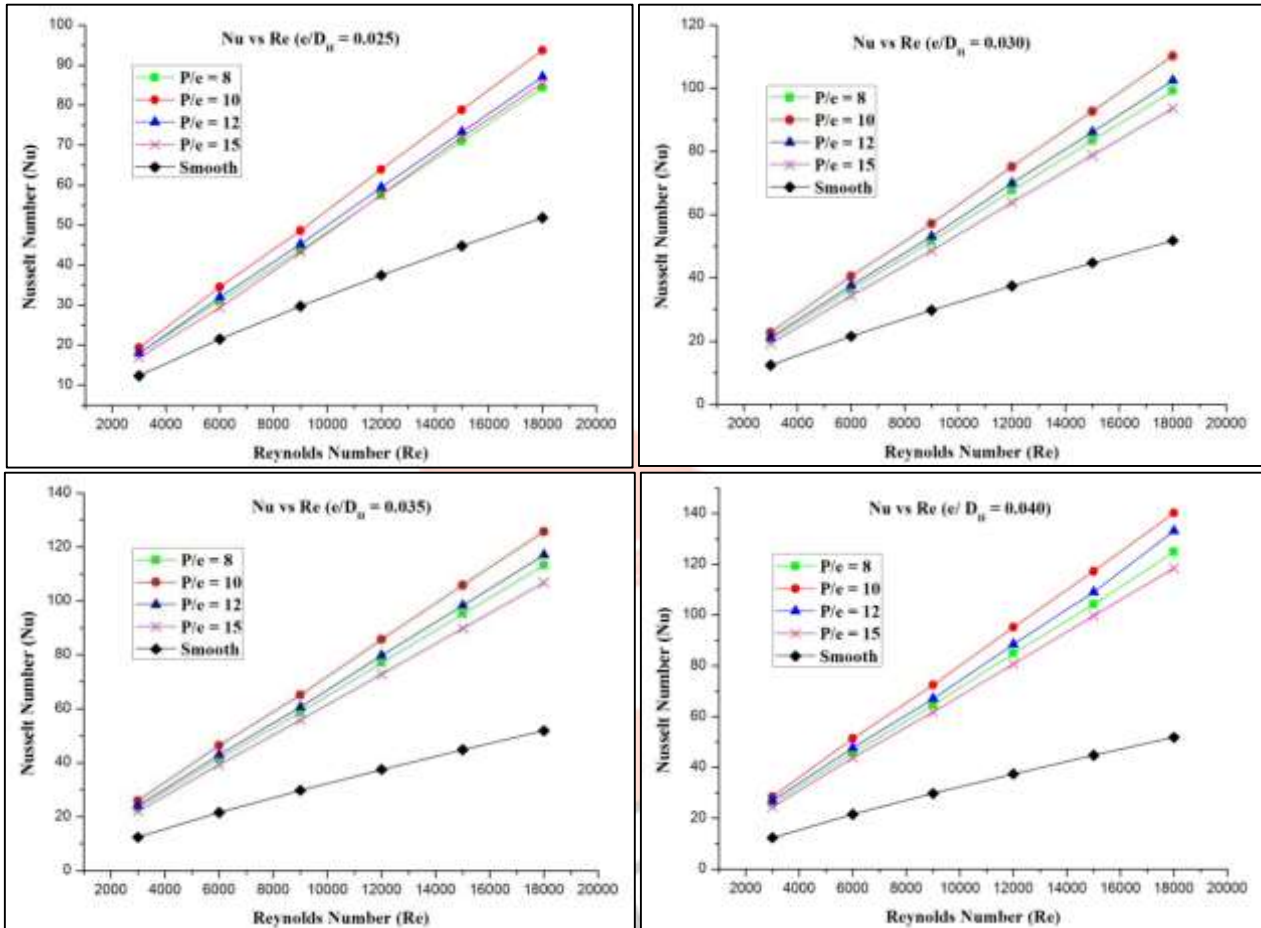 Nu vs Re (e/D_H = 0.025)
P/e = 8
P/e = 10
P/e = 12
P/e = 15
Smooth
Nusselt Number (Nu)
100
90
80
70
60
50
40
30
20
10
2000 4000 6000 8000 10000 12000 14000 16000 18000 20000
Reynolds Number (Re)
Nu vs Re (e/D_H = 0.030)
P/e = 8
P/e = 10
P/e = 12
P/e = 15
Smooth
Nusselt Number (Nu)
120
100
80
60
40
20
0
2000 4000 6000 8000 10000 12000 14000 16000 18000 20000
Reynolds Number (Re)
Nu vs Re (e/D_H = 0.035)
P/e = 8
P/e = 10
P/e = 12
P/e = 15
Smooth
Nusselt Number (Nu)
140
120
100
80
60
40
20
0
2000 4000 6000 8000 10000 12000 14000 16000 18000 20000
Reynolds Number (Re)
Nu vs Re (e/ D_H = 0.040)
P/e = 8
P/e = 10
P/e = 12
P/e = 15
Smooth
Nusselt Number (Nu)
140
120
100
80
60
40
20
0
2000 4000 6000 8000 10000 12000 14000 16000 18000 20000
Reynolds Number (Re)